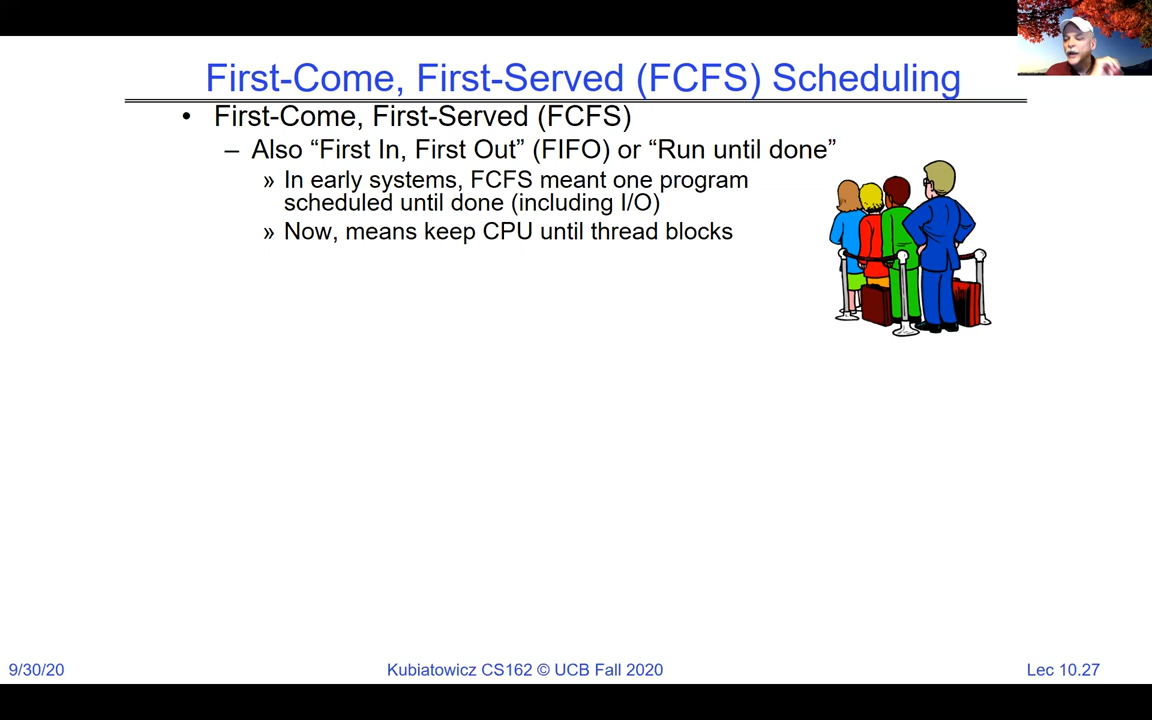 First-Come, First-Served (FCFS) Scheduling
• First-Come, First-Served (FCFS)
– Also “First In, First Out” (FIFO) or “Run until done”
» In early systems, FCFS meant one program
scheduled until done (including I/O)
» Now, means keep CPU until thread blocks
9/30/20
Kubiatowicz CS162 © UCB Fall 2020
Lec 10.27